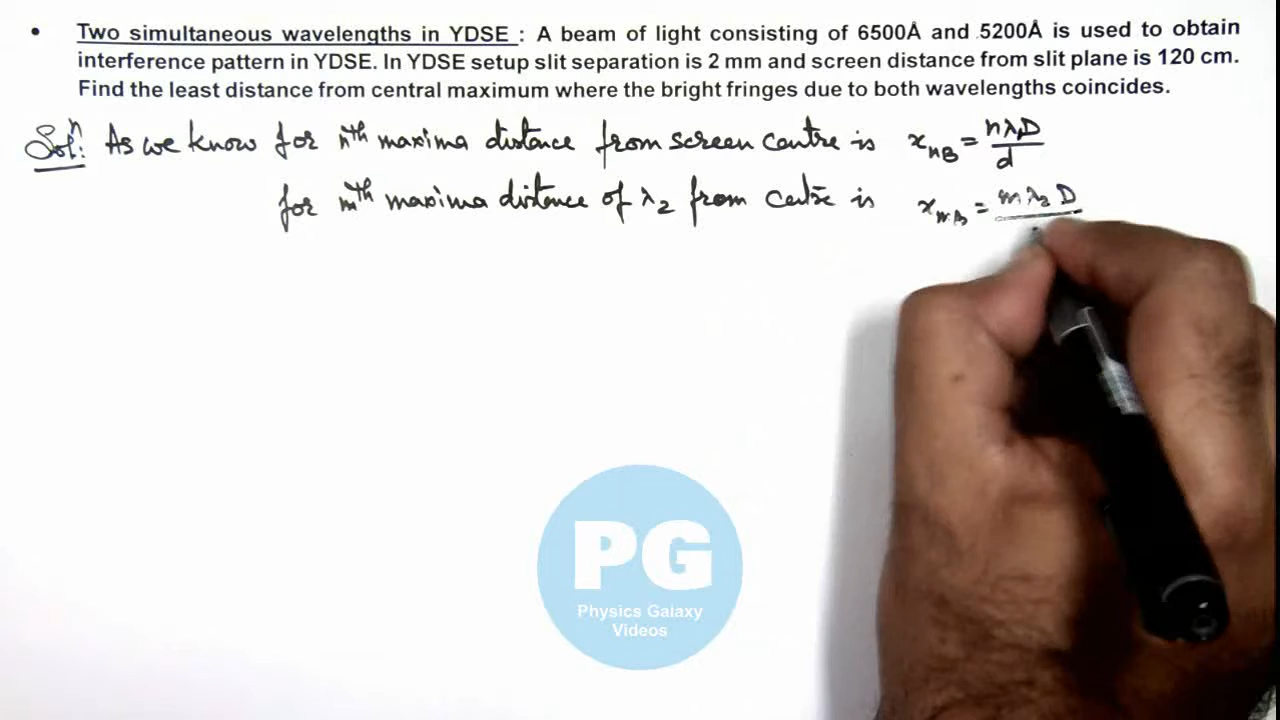 • Two simultaneous wavelengths in YDSE : A beam of light consisting of 6500Å and 5200Å is used to obtain
interference pattern in YDSE. In YDSE setup slit separation is 2 mm and screen distance from slit plane is 120 cm.
Find the least distance from central maximum where the bright fringes due to both wavelengths coincides.
Solⁿ: As we know for nth maxima distance from screen centre is x_nB = nλ₁D/d
for mth maxima distance of λ₂ from centre is x_mB = mλ₂D
PG
Physics Galaxy
Videos